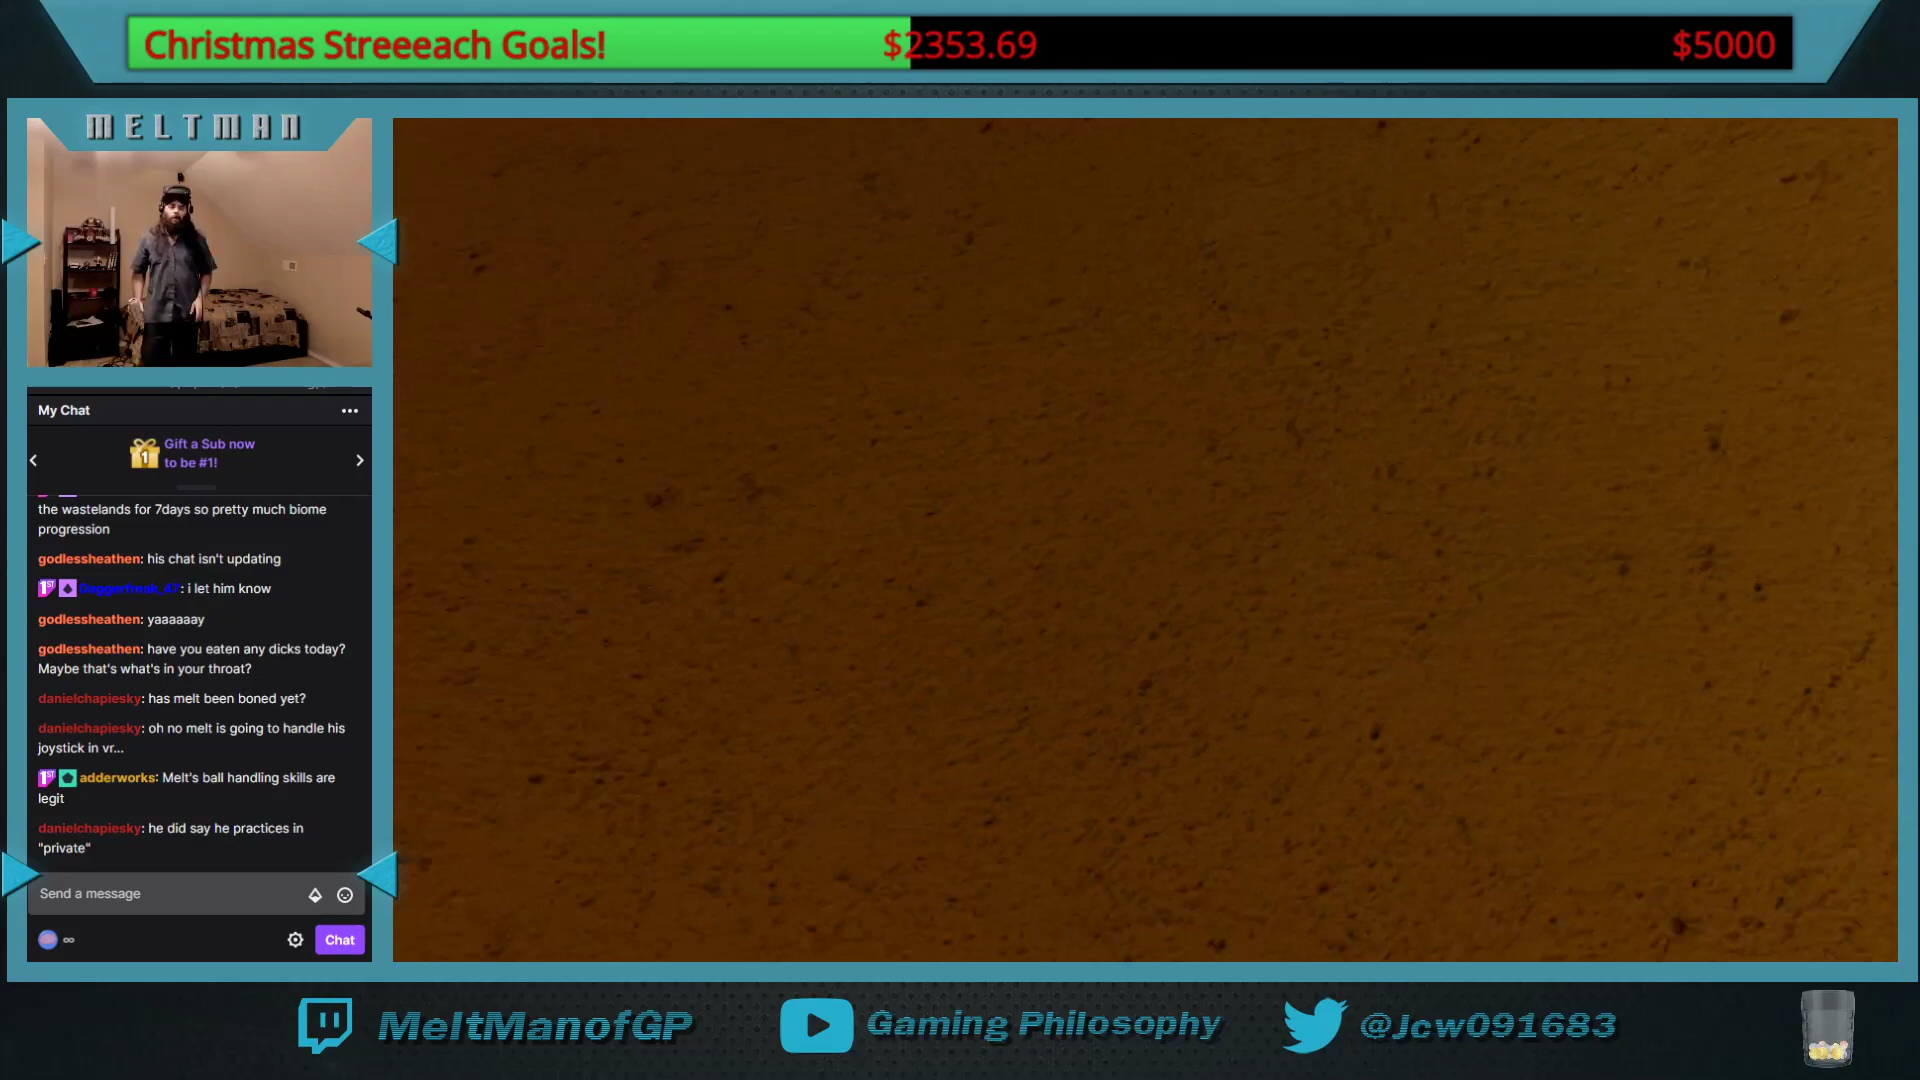 Christmas Streeeach Goals! $2353.69 $5000
MELTMAN
My Chat
Gift a Sub now
to be #1!
1
the wastelands for 7days so pretty much biome
progression
godlessheathen: his chat isn't updating
Daggerfreak_47: i let him know
godlessheathen: yaaaaaay
godlessheathen: have you eaten any dicks today?
Maybe that's what's in your throat?
danielchapiesky: has melt been boned yet?
danielchapiesky: oh no melt is going to handle his
joystick in vr...
adderworks: Melt's ball handling skills are
legit
danielchapiesky: he did say he practices in
"private"
Send a message
∞ Chat
MeltManofGP Gaming Philosophy @Jcw091683